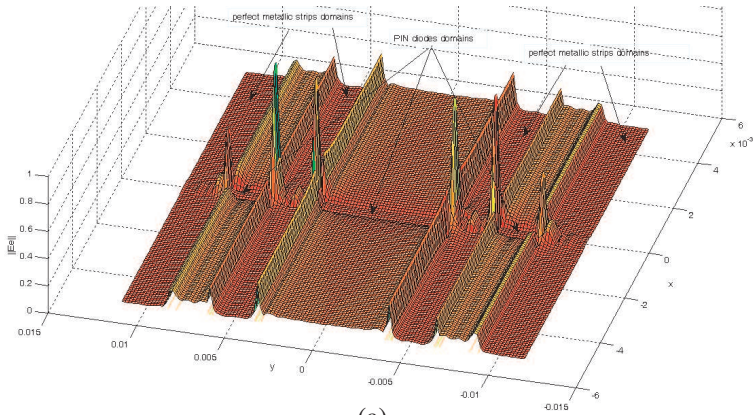 perfect metallic strips domains
PIN diodes domains
perfect metallic strips domains
6
x 10⁻³
4
2
0
x
-2
-4
-6
1
0.8
0.6
0.4
0.2
0
||Ee||
0.015
0.01
0.005
y
0
-0.005
-0.01
-0.015